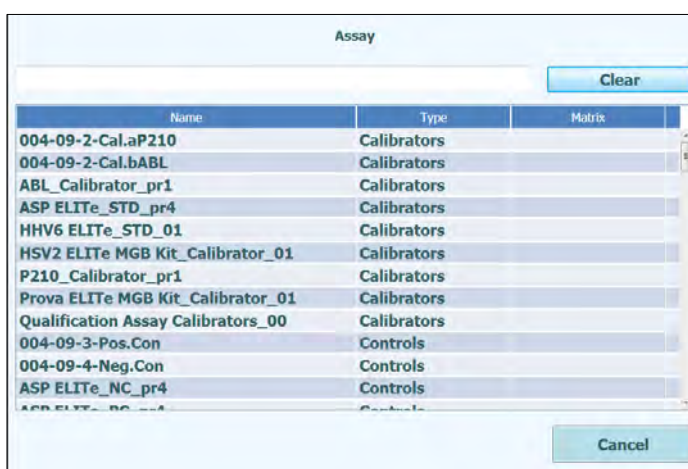 Assay
Clear
Name Type Matrix
004-09-2-Cal.aP210 Calibrators
004-09-2-Cal.bABL Calibrators
ABL_Calibrator_pr1 Calibrators
ASP ELITe_STD_pr4 Calibrators
HHV6 ELITe_STD_01 Calibrators
HSV2 ELITe MGB Kit_Calibrator_01 Calibrators
P210_Calibrator_pr1 Calibrators
Prova ELITe MGB Kit_Calibrator_01 Calibrators
Qualification Assay Calibrators_00 Calibrators
004-09-3-Pos.Con Controls
004-09-4-Neg.Con Controls
ASP ELITe_NC_pr4 Controls
Cancel